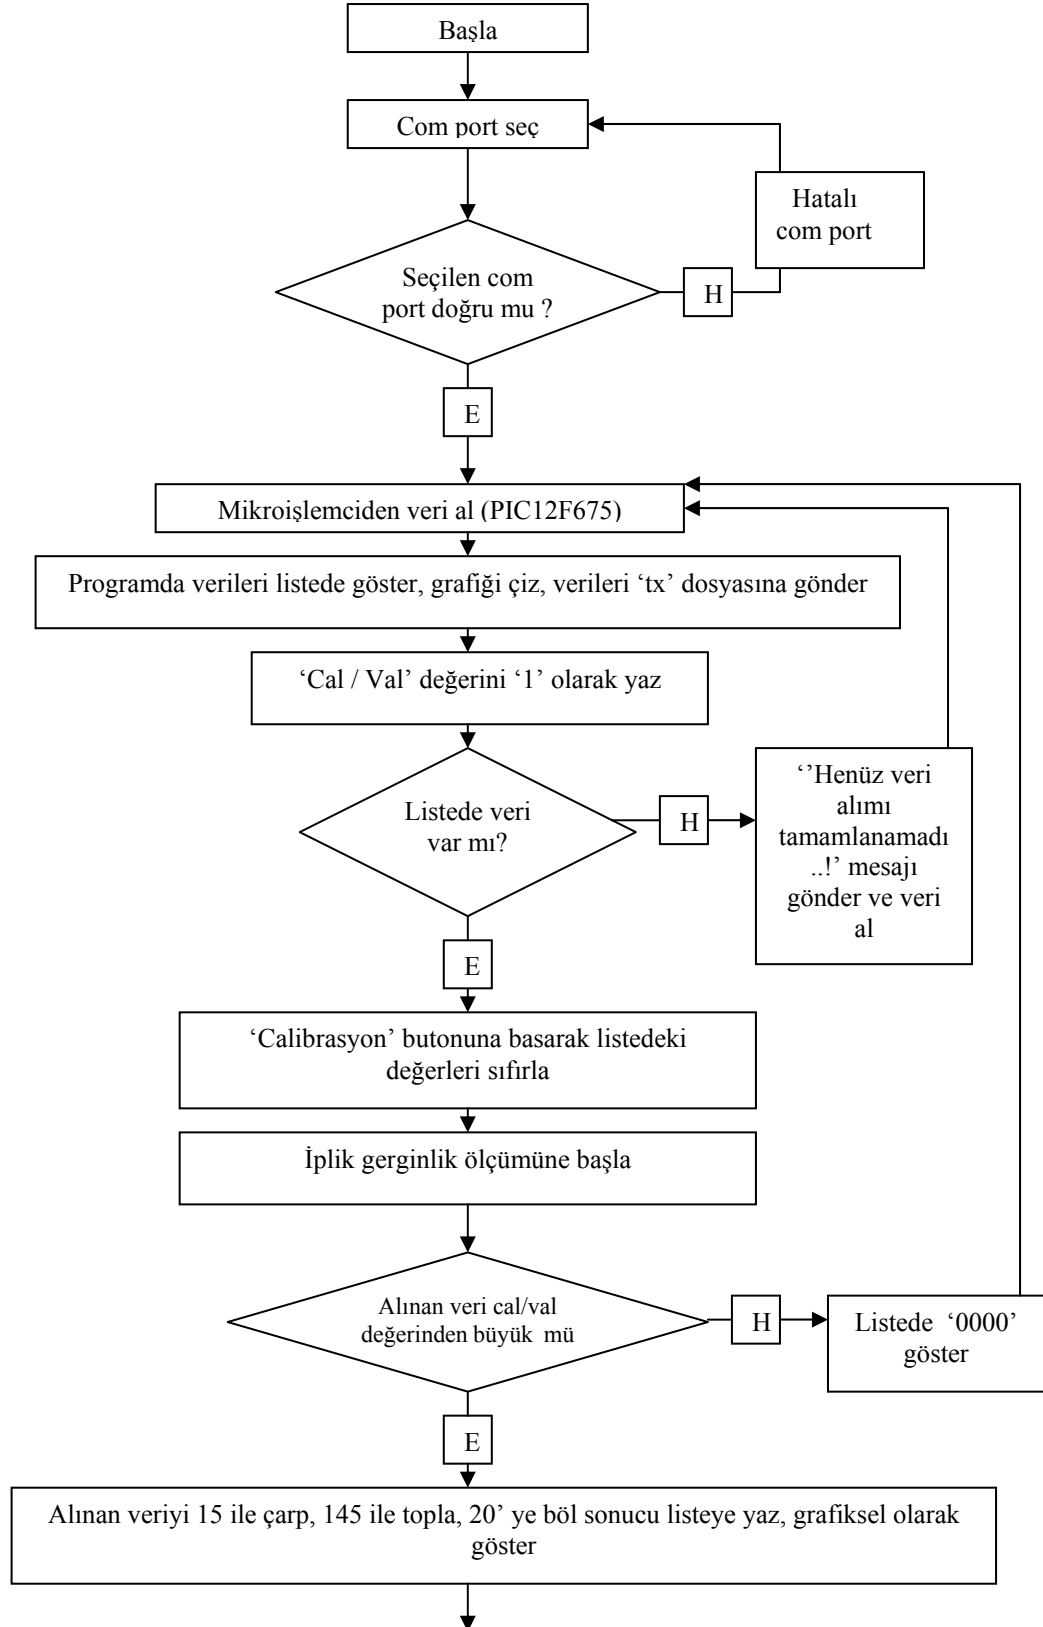 Başla
Com port seç
Hatalı
com port
Seçilen com
port doğru mu ?
H
E
Mikroişlemciden veri al (PIC12F675)
Programda verileri listede göster, grafiği çiz, verileri ‘tx’ dosyasına gönder
‘Cal / Val’ değerini ‘1’ olarak yaz
Listede veri
var mı?
H
‘’Henüz veri
alımı
tamamlanamadı
..!’ mesajı
gönder ve veri
al
E
‘Calibrasyon’ butonuna basarak listedeki
değerleri sıfırla
İplik gerginlik ölçümüne başla
Alınan veri cal/val
değerinden büyük mü
H
Listede ‘0000’
göster
E
Alınan veriyi 15 ile çarp, 145 ile topla, 20’ ye böl sonucu listeye yaz, grafiksel olarak
göster